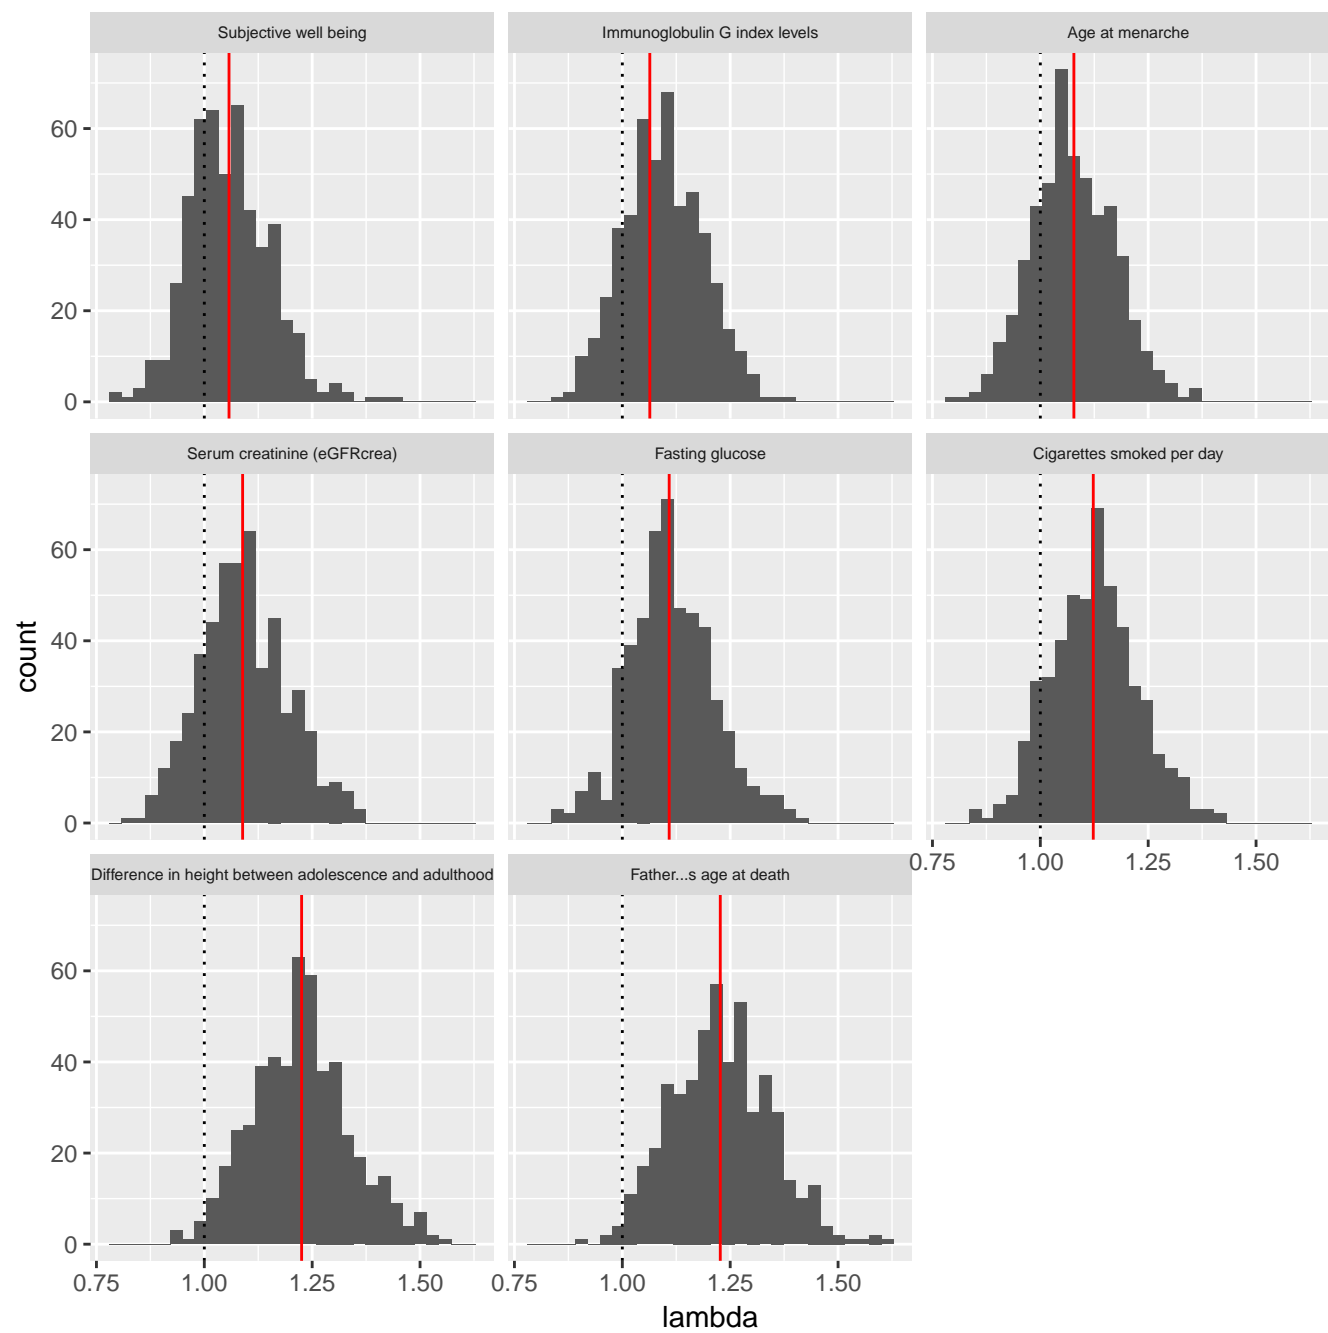 Subjective well being
Immunoglobulin G index levels
Age at menarche
60
40
20
0
Serum creatinine (eGFRcrea)
Fasting glucose
Cigarettes smoked per day
60
40
20
0
count
0.75 1.00 1.25 1.50
Difference in height between adolescence and adulthood
Father...s age at death
60
40
20
0
0.75 1.00 1.25 1.50
0.75 1.00 1.25 1.50
lambda